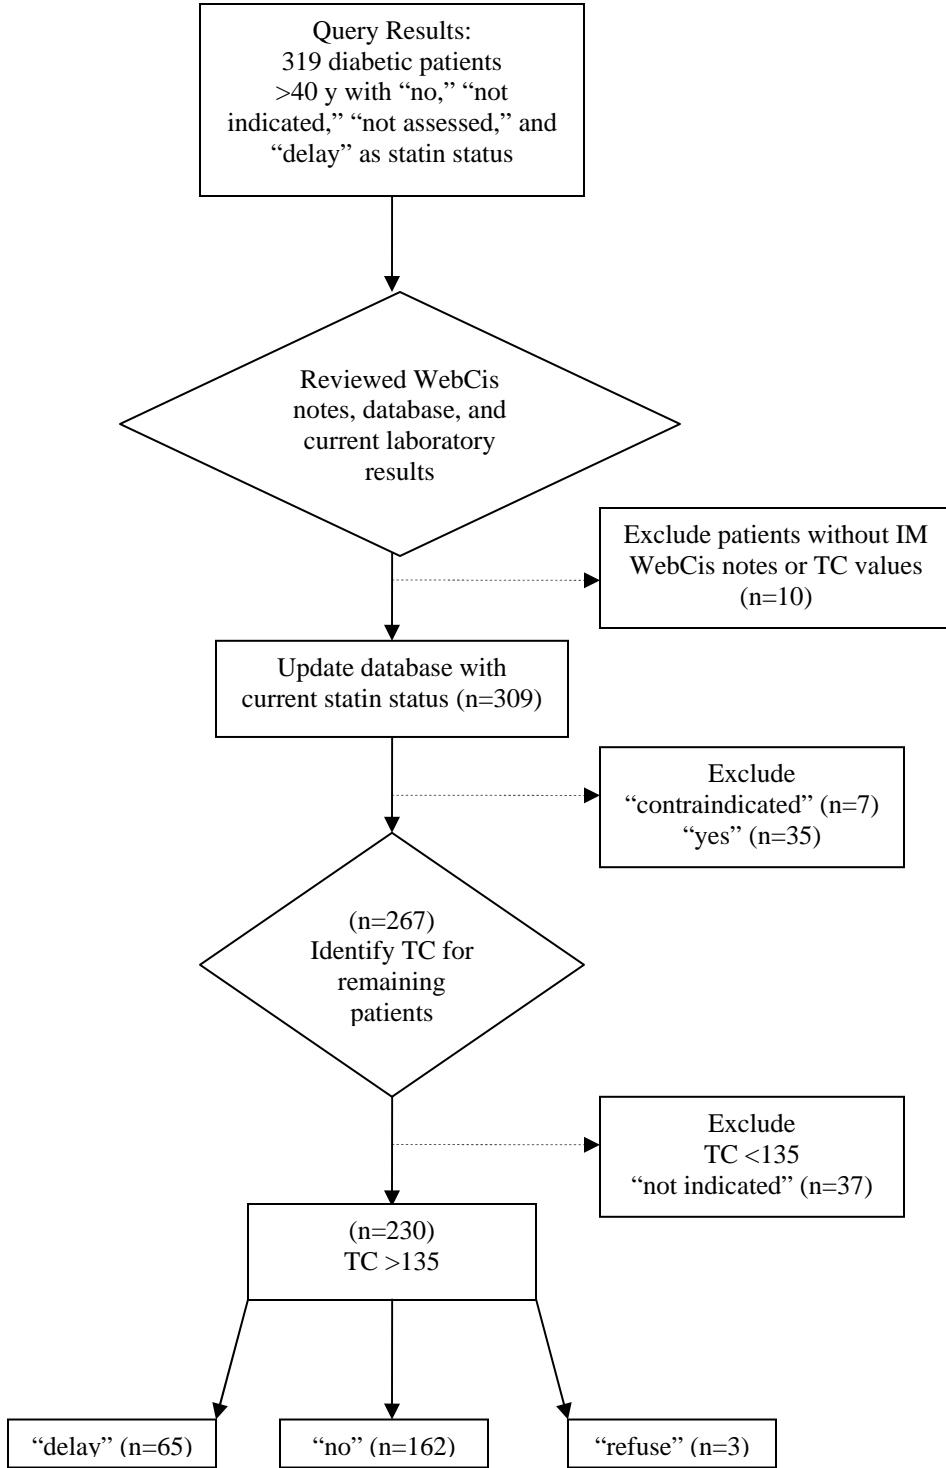 Query Results:
319 diabetic patients
>40 y with “no,” “not
indicated,” “not assessed,” and
“delay” as statin status
Reviewed WebCis
notes, database, and
current laboratory
results
Exclude patients without IM
WebCis notes or TC values
(n=10)
Update database with
current statin status (n=309)
Exclude
“contraindicated” (n=7)
“yes” (n=35)
(n=267)
Identify TC for
remaining
patients
Exclude
TC <135
“not indicated” (n=37)
(n=230)
TC >135
“delay” (n=65)
“no” (n=162)
“refuse” (n=3)